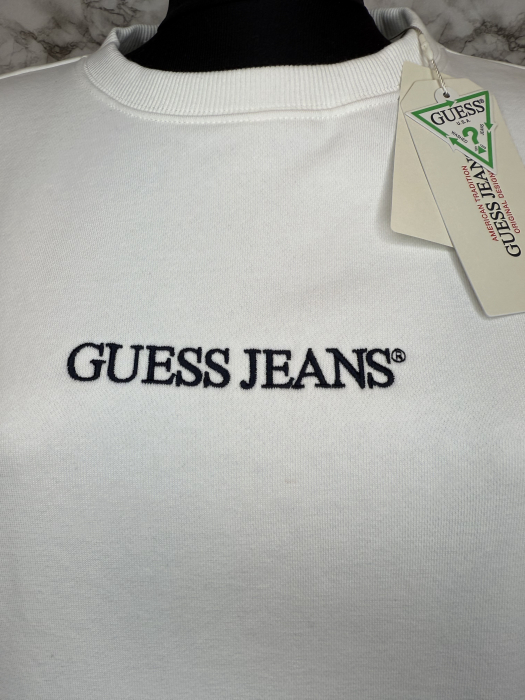 GUESS®
U.S.A.
?
AMERICAN TRADITION
GUESS JEANS
ORIGINAL DESIGN
GUESS JEANS®